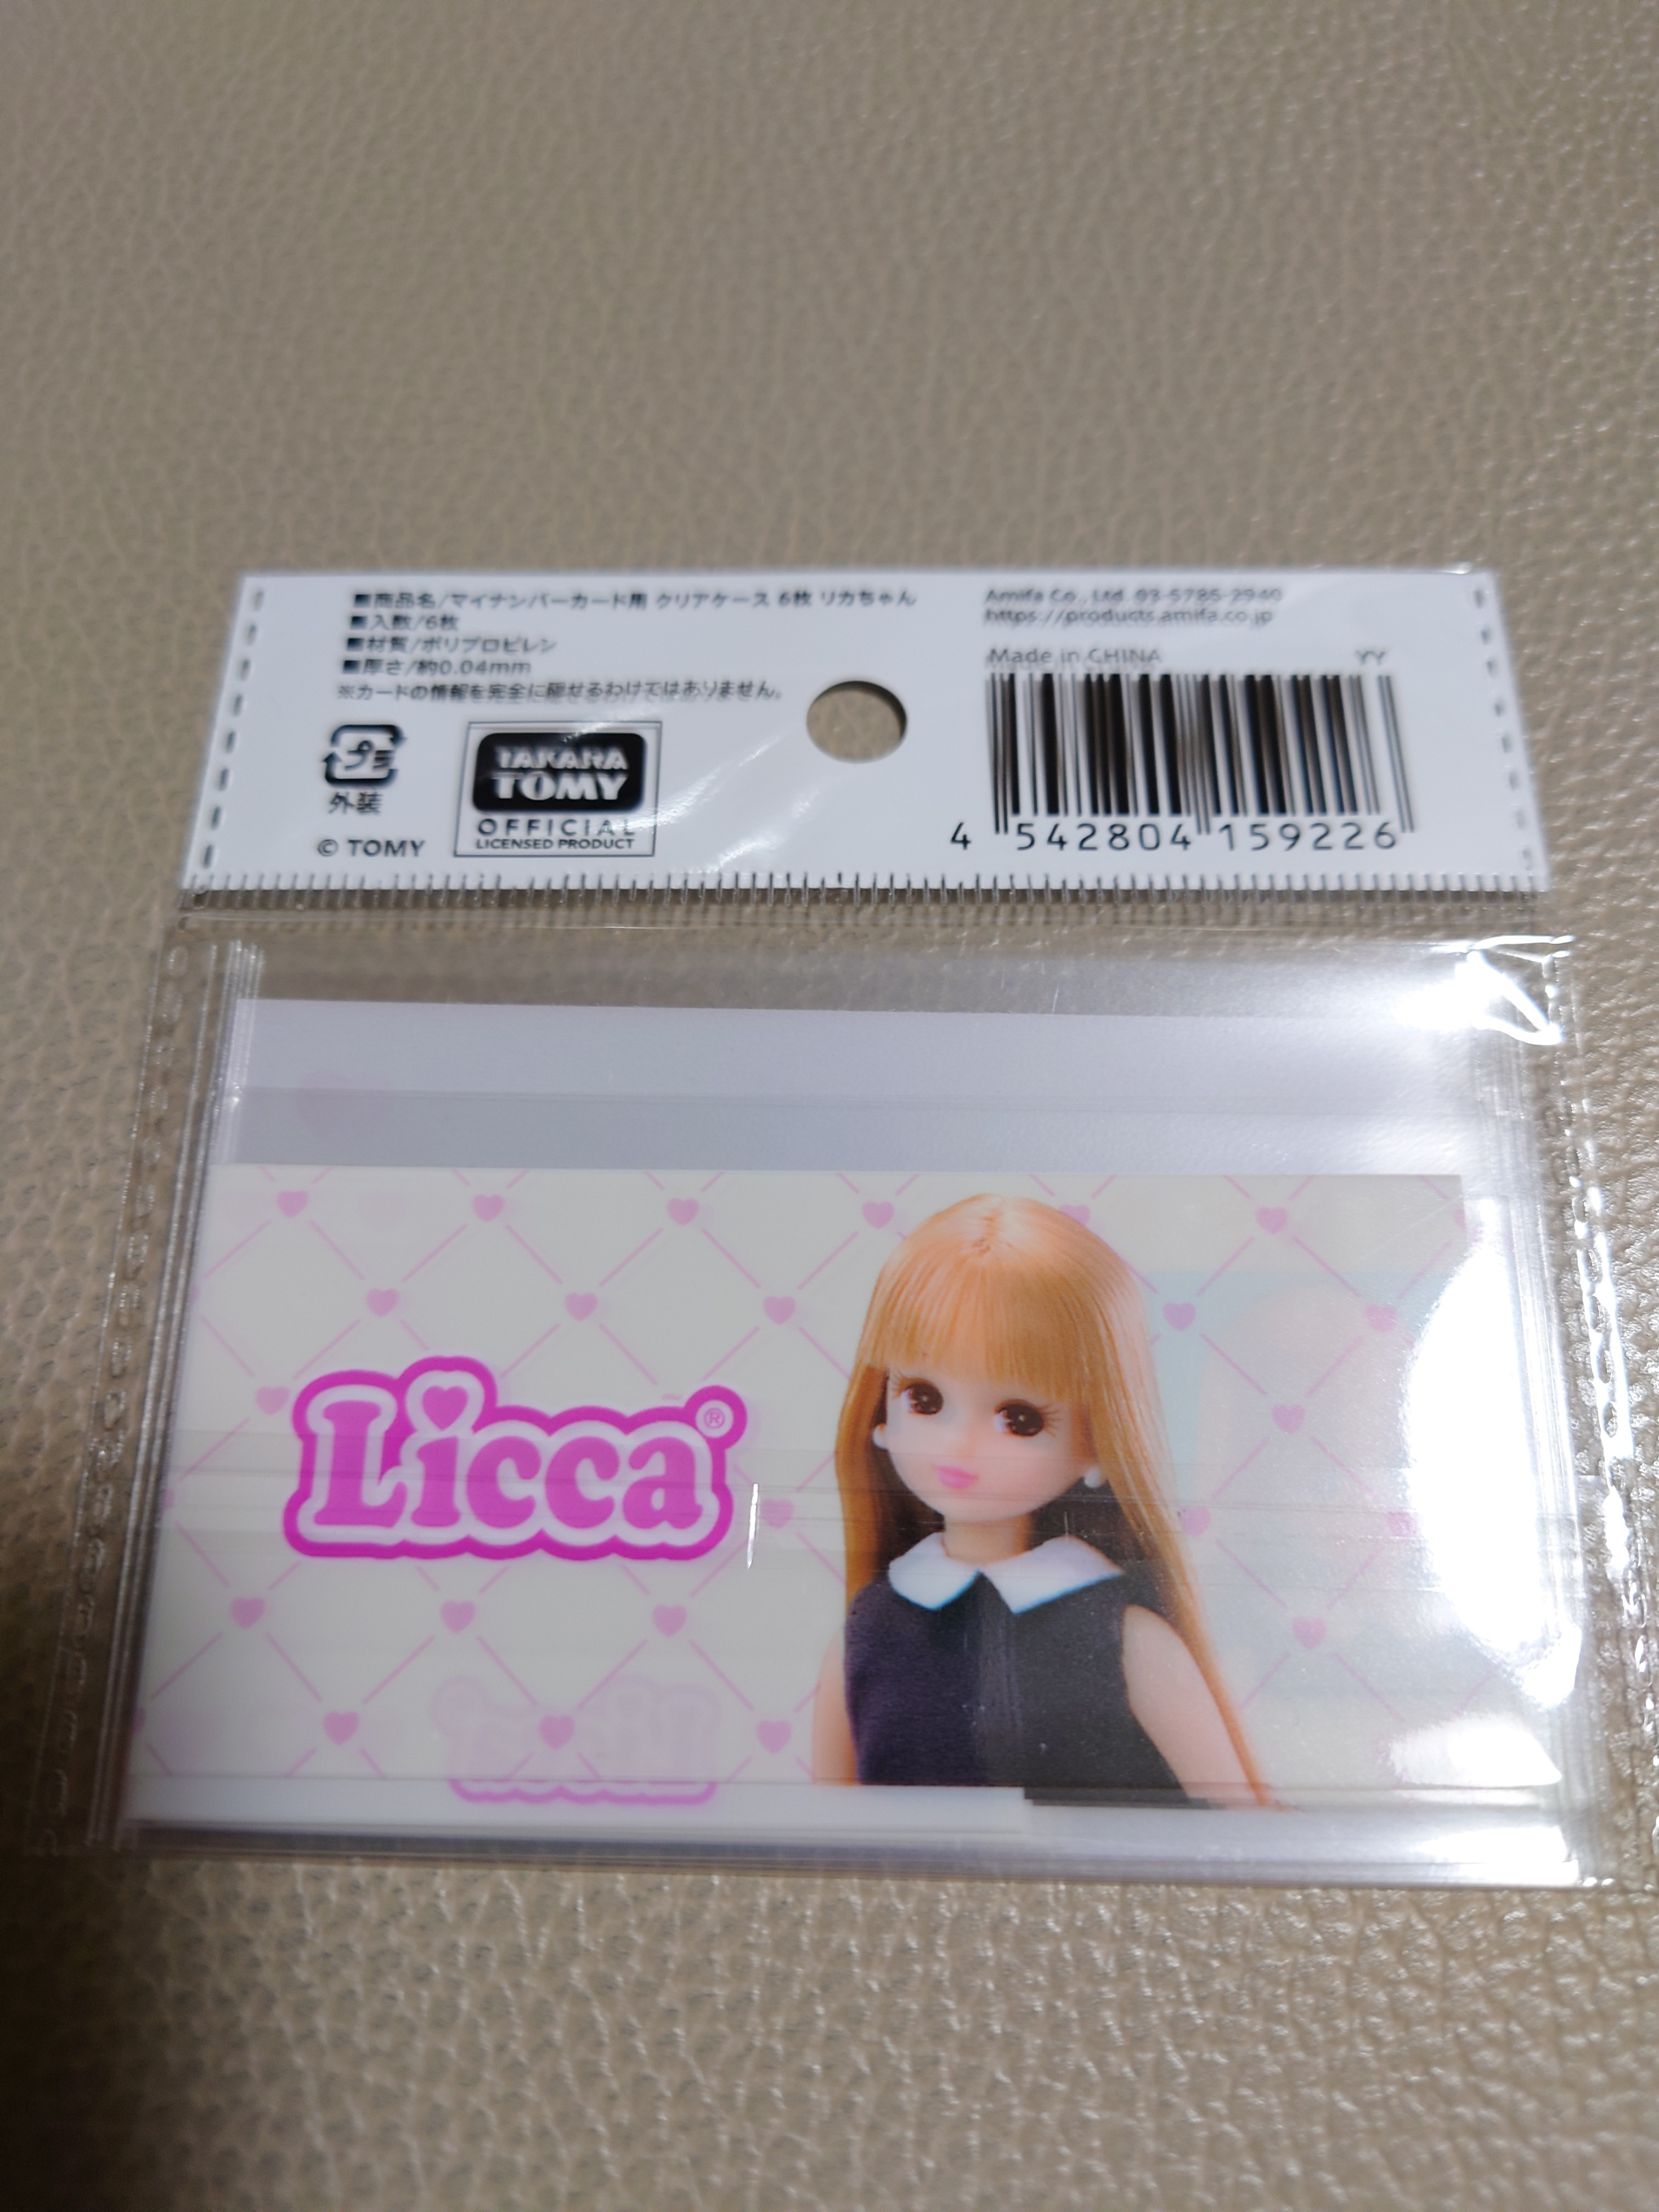 ■商品名/マイナンバーカード用 クリアケース 6枚 リカちゃん
■入数/6枚
■材質/ポリプロピレン
■厚さ/約0.04mm
※カードの情報を完全に隠せるわけではありません。
プラ
外装
© TOMY
TAKARA
TOMY
OFFICIAL
LICENSED PRODUCT
Amifa Co., Ltd. 03-5785-2940
https://products.amifa.co.jp
Made in CHINA YY
4 542804 159226
Licca®